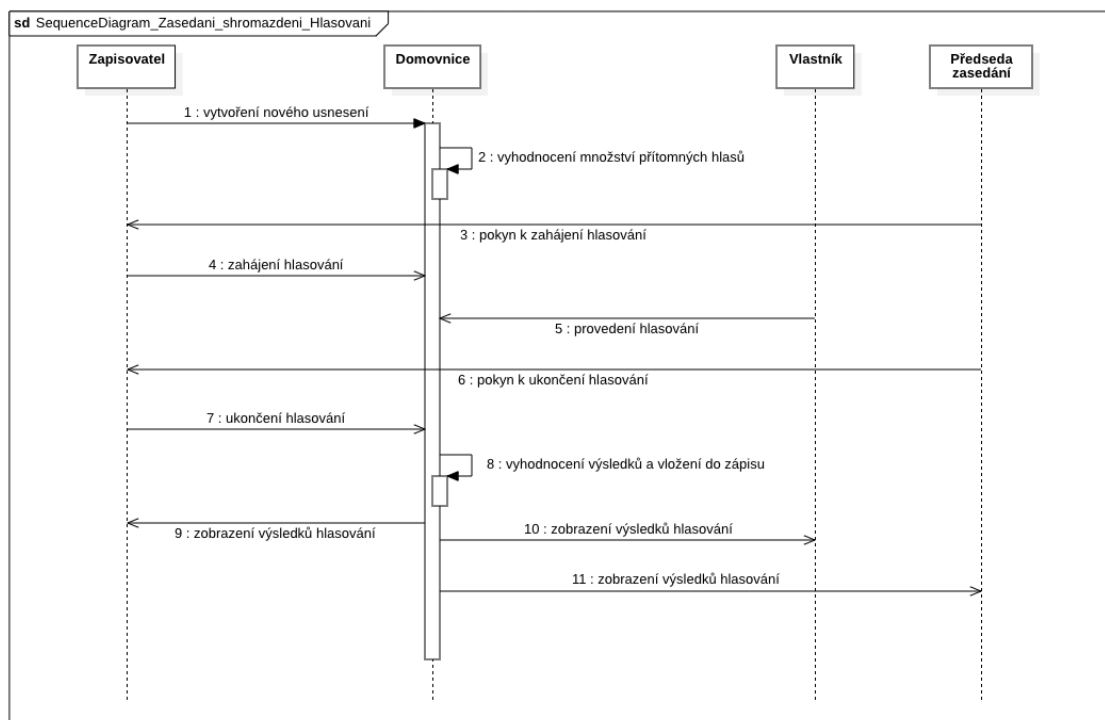 sd SequenceDiagram_Zasedani_shromazdeni_Hlasovani
Zapisovatel
Domovnice
Vlastník
Předseda
zasedání
1 : vytvoření nového usnesení
2 : vyhodnocení množství přítomných hlasů
3 : pokyn k zahájení hlasování
4 : zahájení hlasování
5 : provedení hlasování
6 : pokyn k ukončení hlasování
7 : ukončení hlasování
8 : vyhodnocení výsledků a vložení do zápisu
9 : zobrazení výsledků hlasování
10 : zobrazení výsledků hlasování
11 : zobrazení výsledků hlasování